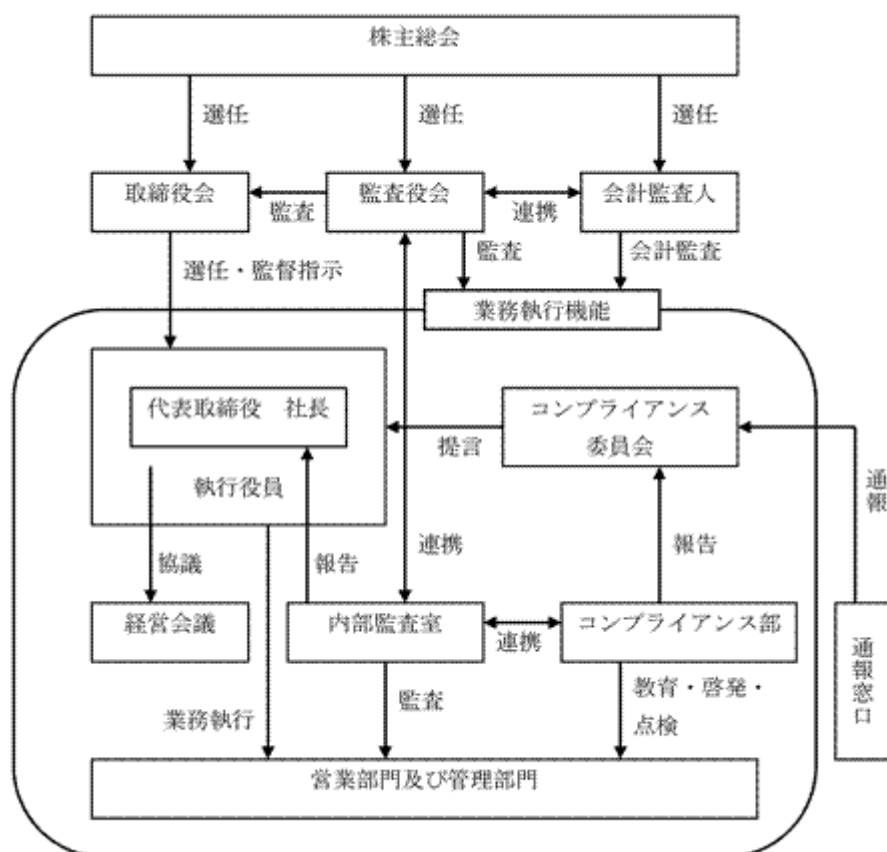 株主総会
選任
選任
選任
取締役会
監査
監査役会
連携
会計監査人
選任・監督指示
監査
会計監査
業務執行機能
代表取締役　社長
執行役員
提言
コンプライアンス
委員会
通報
協議
報告
連携
報告
経営会議
内部監査室
連携
コンプライアンス部
通報窓口
業務執行
監査
教育・啓発・
点検
営業部門及び管理部門